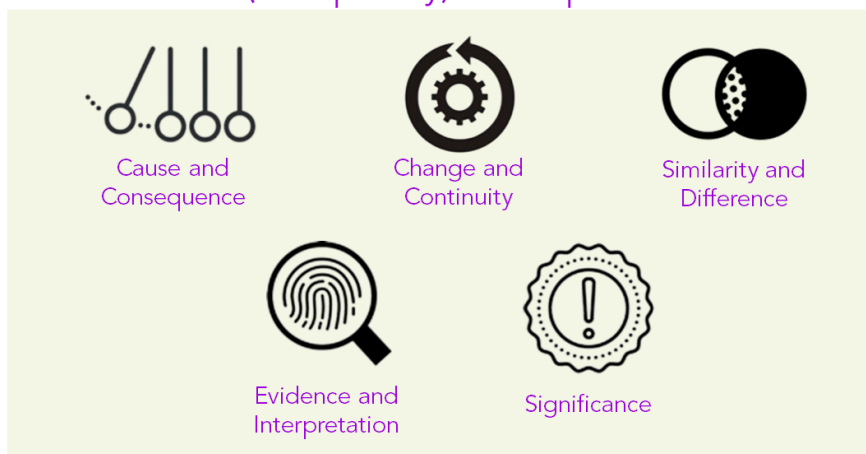 Cause and
Consequence
Change and
Continuity
Similarity and
Difference
Evidence and
Interpretation
Significance